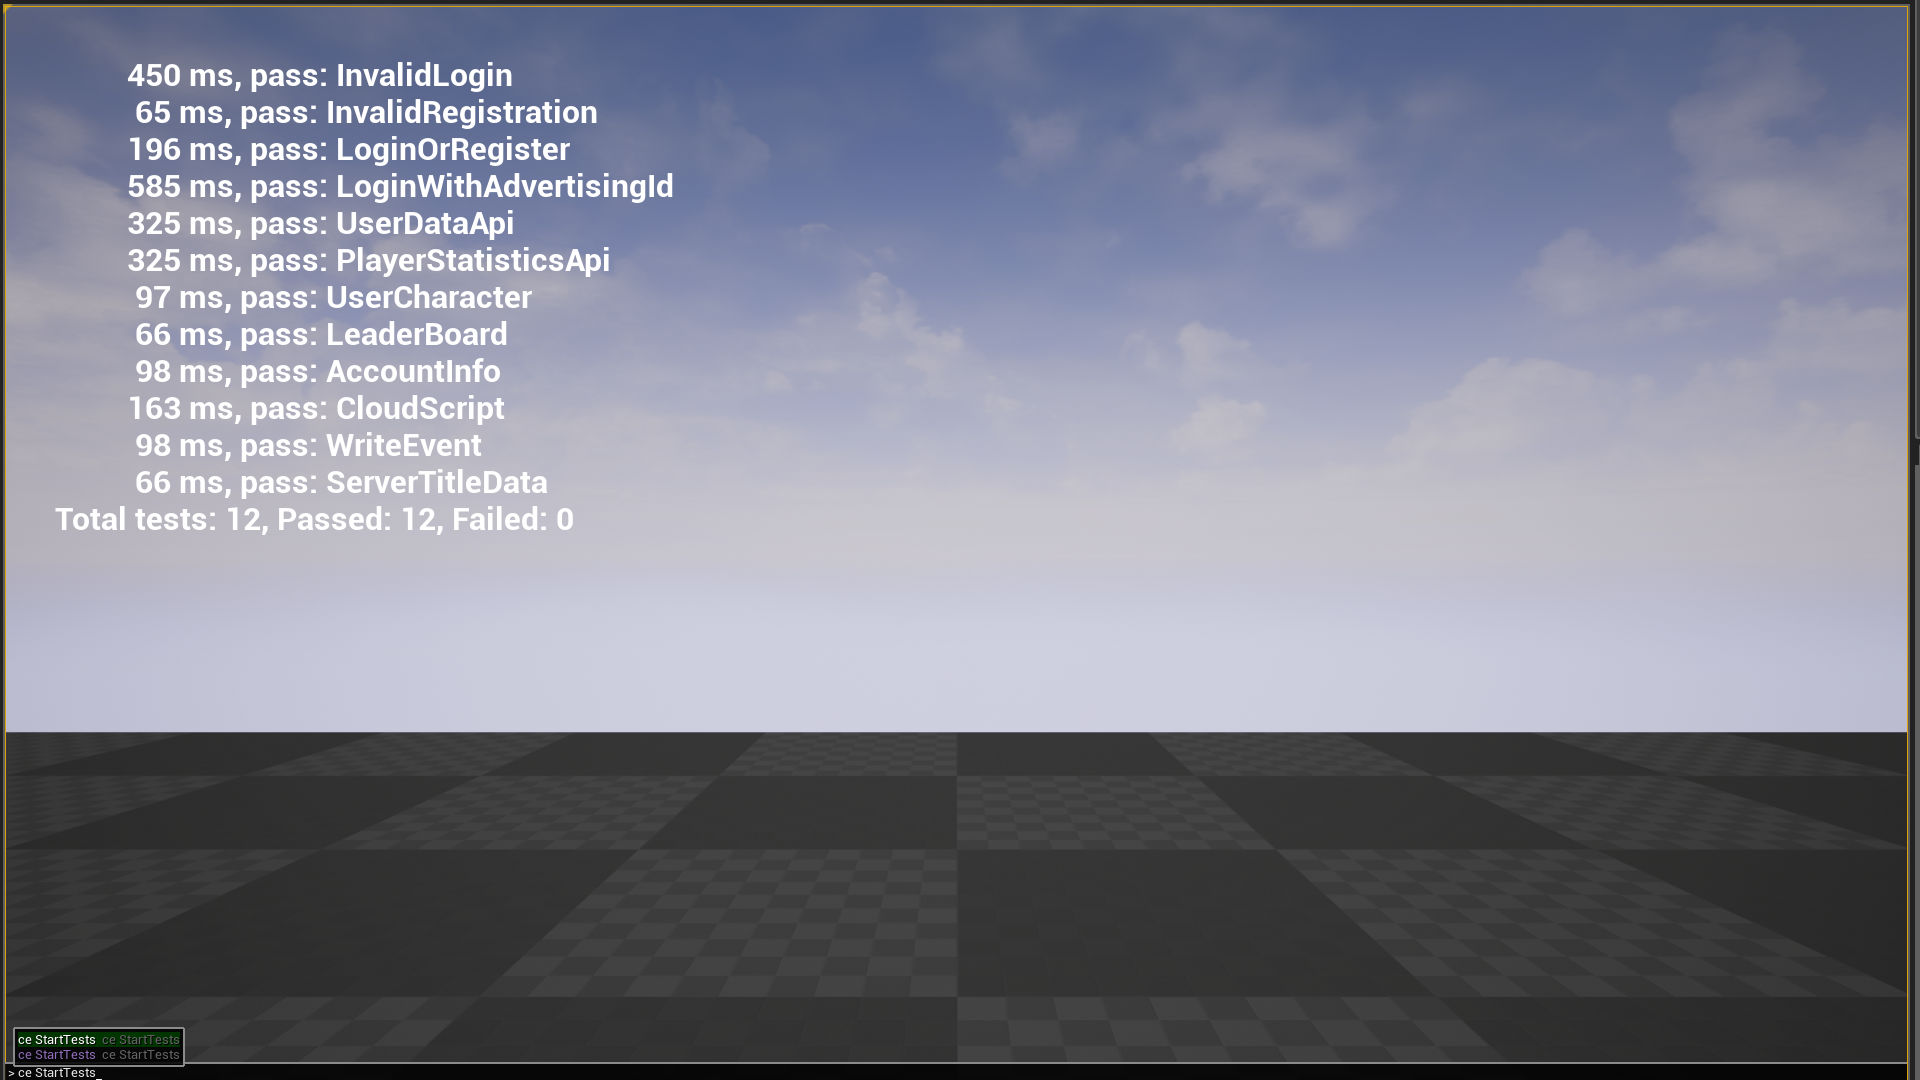 450 ms, pass: InvalidLogin
65 ms, pass: InvalidRegistration
196 ms, pass: LoginOrRegister
585 ms, pass: LoginWithAdvertisingId
325 ms, pass: UserDataApi
325 ms, pass: PlayerStatisticsApi
97 ms, pass: UserCharacter
66 ms, pass: LeaderBoard
98 ms, pass: AccountInfo
163 ms, pass: CloudScript
98 ms, pass: WriteEvent
66 ms, pass: ServerTitleData
Total tests: 12, Passed: 12, Failed: 0
ce StartTests ce StartTests
ce StartTests ce StartTests
> ce StartTests